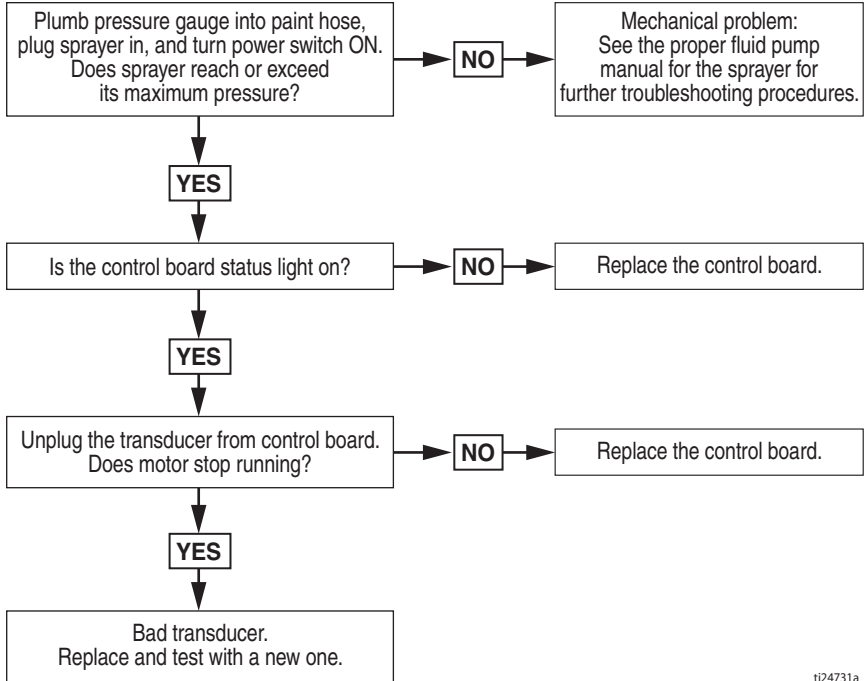 Plumb pressure gauge into paint hose,
plug sprayer in, and turn power switch ON.
Does sprayer reach or exceed
its maximum pressure?
NO
Mechanical problem:
See the proper fluid pump
manual for the sprayer for
further troubleshooting procedures.
YES
Is the control board status light on?
NO
Replace the control board.
YES
Unplug the transducer from control board.
Does motor stop running?
NO
Replace the control board.
YES
Bad transducer.
Replace and test with a new one.
ti24731a